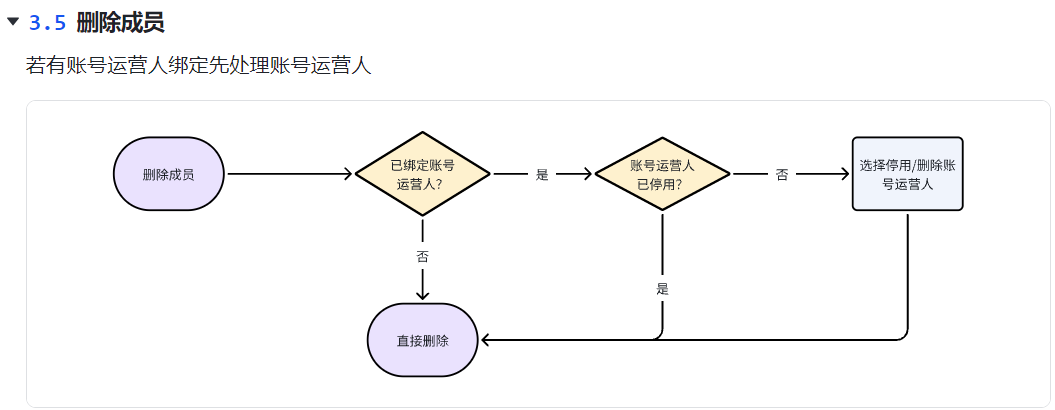 3.5 删除成员
若有账号运营人绑定先处理账号运营人
删除成员
已绑定账号
运营人?
是
账号运营人
已停用?
否
选择停用/删除账
号运营人
否
是
直接删除